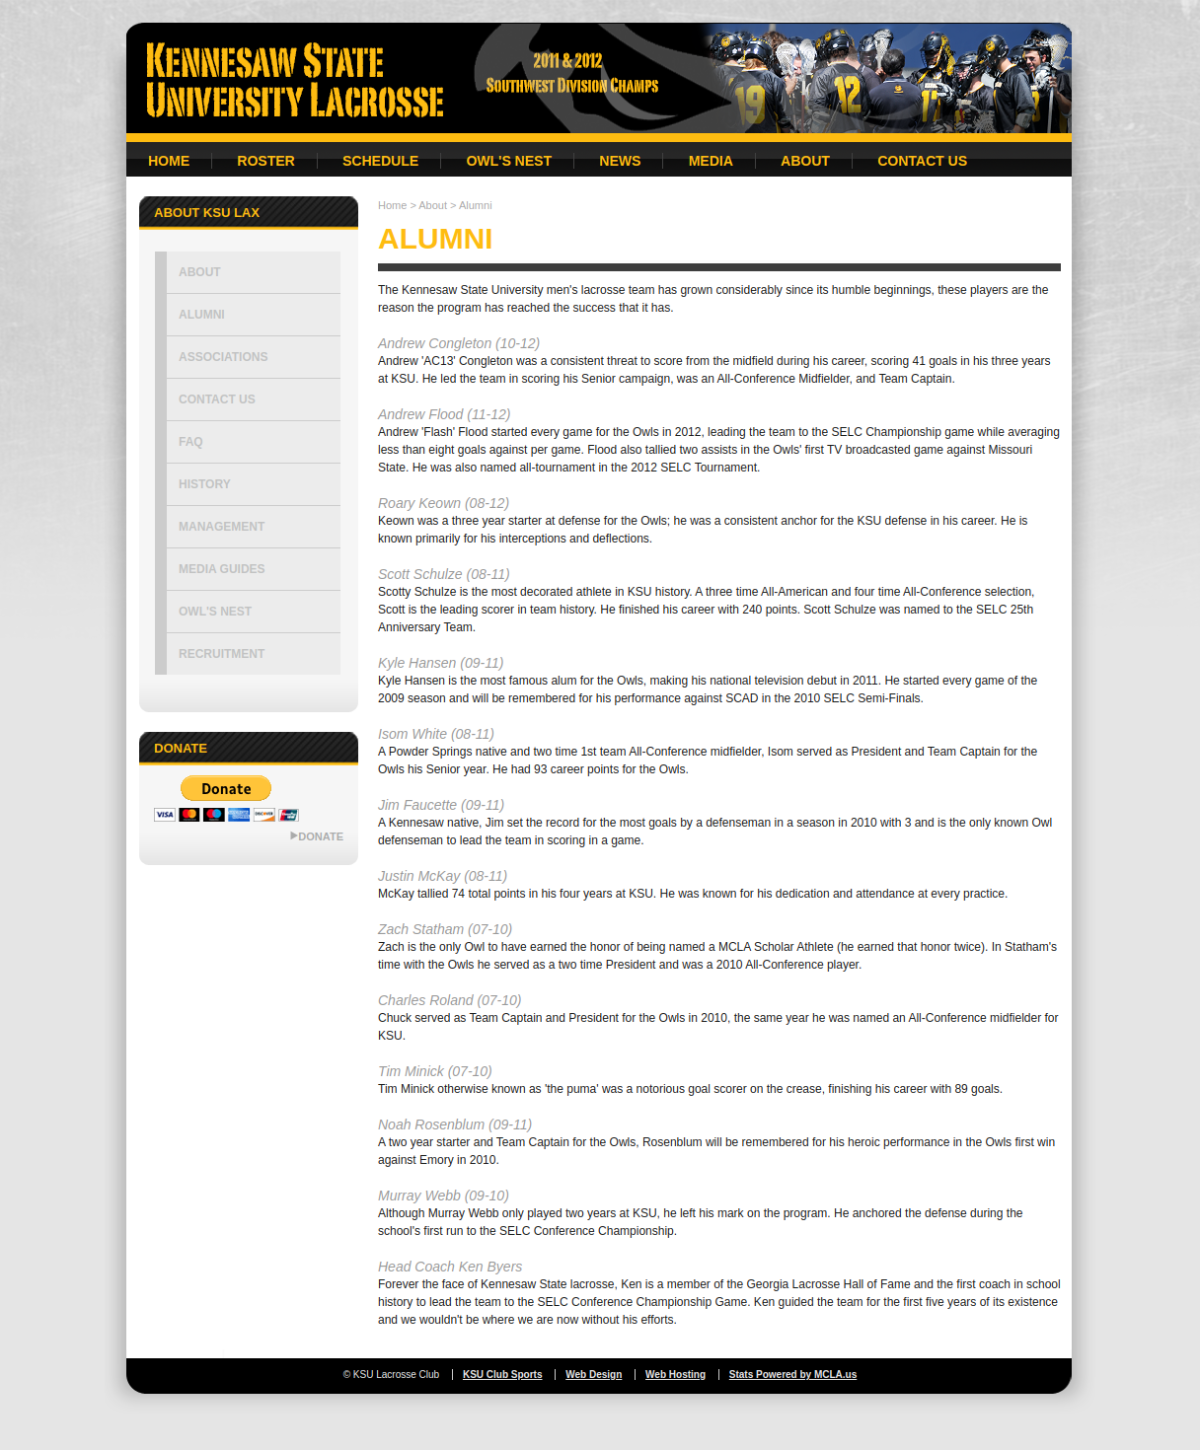 KENNESAW STATE
UNIVERSITY LACROSSE
2011 & 2012
SOUTHWEST DIVISION CHAMPS
19
12
17
HOME
ROSTER
SCHEDULE
OWL'S NEST
NEWS
MEDIA
ABOUT
CONTACT US
ABOUT KSU LAX
ABOUT
ALUMNI
ASSOCIATIONS
CONTACT US
FAQ
HISTORY
MANAGEMENT
MEDIA GUIDES
OWL'S NEST
RECRUITMENT
DONATE
Donate
VISA
DONATE
Home > About > Alumni
ALUMNI
The Kennesaw State University men's lacrosse team has grown considerably since its humble beginnings, these players are the
reason the program has reached the success that it has.
Andrew Congleton (10-12)
Andrew 'AC13' Congleton was a consistent threat to score from the midfield during his career, scoring 41 goals in his three years
at KSU. He led the team in scoring his Senior campaign, was an All-Conference Midfielder, and Team Captain.
Andrew Flood (11-12)
Andrew 'Flash' Flood started every game for the Owls in 2012, leading the team to the SELC Championship game while averaging
less than eight goals against per game. Flood also tallied two assists in the Owls' first TV broadcasted game against Missouri
State. He was also named all-tournament in the 2012 SELC Tournament.
Roary Keown (08-12)
Keown was a three year starter at defense for the Owls; he was a consistent anchor for the KSU defense in his career. He is
known primarily for his interceptions and deflections.
Scott Schulze (08-11)
Scotty Schulze is the most decorated athlete in KSU history. A three time All-American and four time All-Conference selection,
Scott is the leading scorer in team history. He finished his career with 240 points. Scott Schulze was named to the SELC 25th
Anniversary Team.
Kyle Hansen (09-11)
Kyle Hansen is the most famous alum for the Owls, making his national television debut in 2011. He started every game of the
2009 season and will be remembered for his performance against SCAD in the 2010 SELC Semi-Finals.
Isom White (08-11)
A Powder Springs native and two time 1st team All-Conference midfielder, Isom served as President and Team Captain for the
Owls his Senior year. He had 93 career points for the Owls.
Jim Faucette (09-11)
A Kennesaw native, Jim set the record for the most goals by a defenseman in a season in 2010 with 3 and is the only known Owl
defenseman to lead the team in scoring in a game.
Justin McKay (08-11)
McKay tallied 74 total points in his four years at KSU. He was known for his dedication and attendance at every practice.
Zach Statham (07-10)
Zach is the only Owl to have earned the honor of being named a MCLA Scholar Athlete (he earned that honor twice). In Statham's
time with the Owls he served as a two time President and was a 2010 All-Conference player.
Charles Roland (07-10)
Chuck served as Team Captain and President for the Owls in 2010, the same year he was named an All-Conference midfielder for
KSU.
Tim Minick (07-10)
Tim Minick otherwise known as 'the puma' was a notorious goal scorer on the crease, finishing his career with 89 goals.
Noah Rosenblum (09-11)
A two year starter and Team Captain for the Owls, Rosenblum will be remembered for his heroic performance in the Owls first win
against Emory in 2010.
Murray Webb (09-10)
Although Murray Webb only played two years at KSU, he left his mark on the program. He anchored the defense during the
school's first run to the SELC Conference Championship.
Head Coach Ken Byers
Forever the face of Kennesaw State lacrosse, Ken is a member of the Georgia Lacrosse Hall of Fame and the first coach in school
history to lead the team to the SELC Conference Championship Game. Ken guided the team for the first five years of its existence
and we wouldn't be where we are now without his efforts.
© KSU Lacrosse Club | KSU Club Sports | Web Design | Web Hosting | Stats Powered by MCLA.us